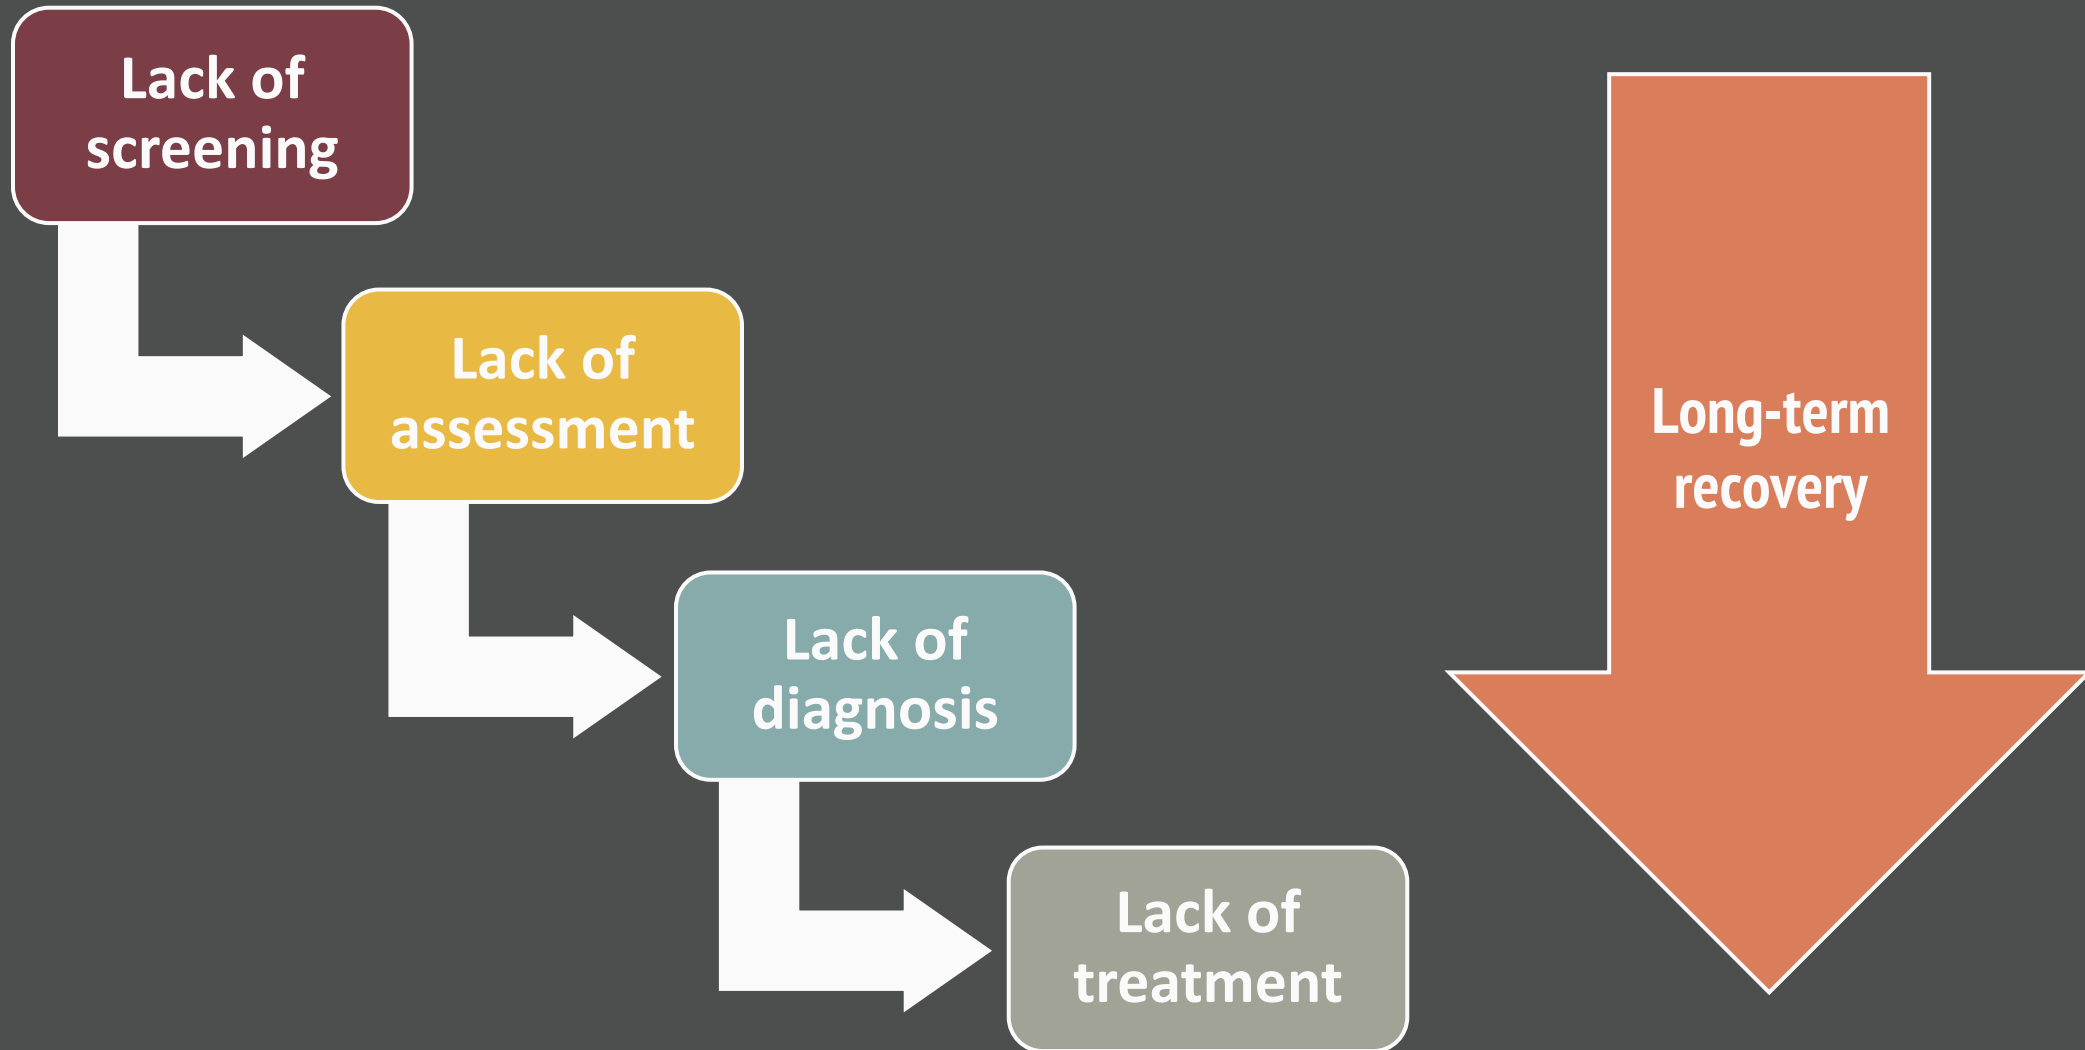 Lack of
screening
Lack of
assessment
Long-term
recovery
Lack of
diagnosis
Lack of
treatment